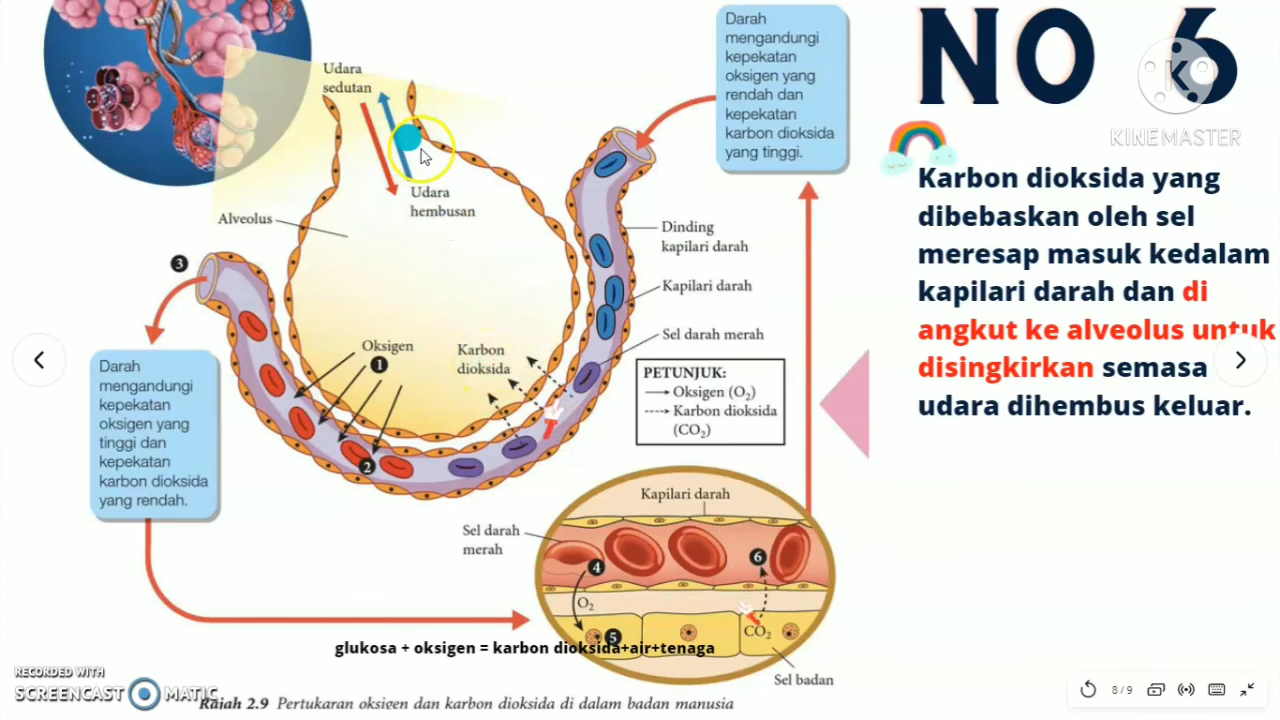 Udara
sedutan
Udara
hembusan
Alveolus
Darah
mengandungi
kepekatan
oksigen yang
rendah dan
kepekatan
karbon dioksida
yang tinggi.
Dinding
kapilari darah
Kapilari darah
Sel darah merah
3
Oksigen
1
Karbon
dioksida
2
PETUNJUK:
Oksigen (O₂)
Karbon dioksida
(CO₂)
Darah
mengandungi
kepekatan
oksigen yang
tinggi dan
kepekatan
karbon dioksida
yang rendah.
Kapilari darah
Sel darah
merah
4
6
O₂
5
CO₂
glukosa + oksigen = karbon dioksida+air+tenaga
Sel badan
Rajah 2.9 Pertukaran oksigen dan karbon dioksida di dalam badan manusia
NO 6
K
KINEMASTER
Karbon dioksida yang
dibebaskan oleh sel
meresap masuk kedalam
kapilari darah dan di
angkut ke alveolus untuk
disingkirkan semasa
udara dihembus keluar.
RECORDED WITH
SCREENCAST MATIC
8/9